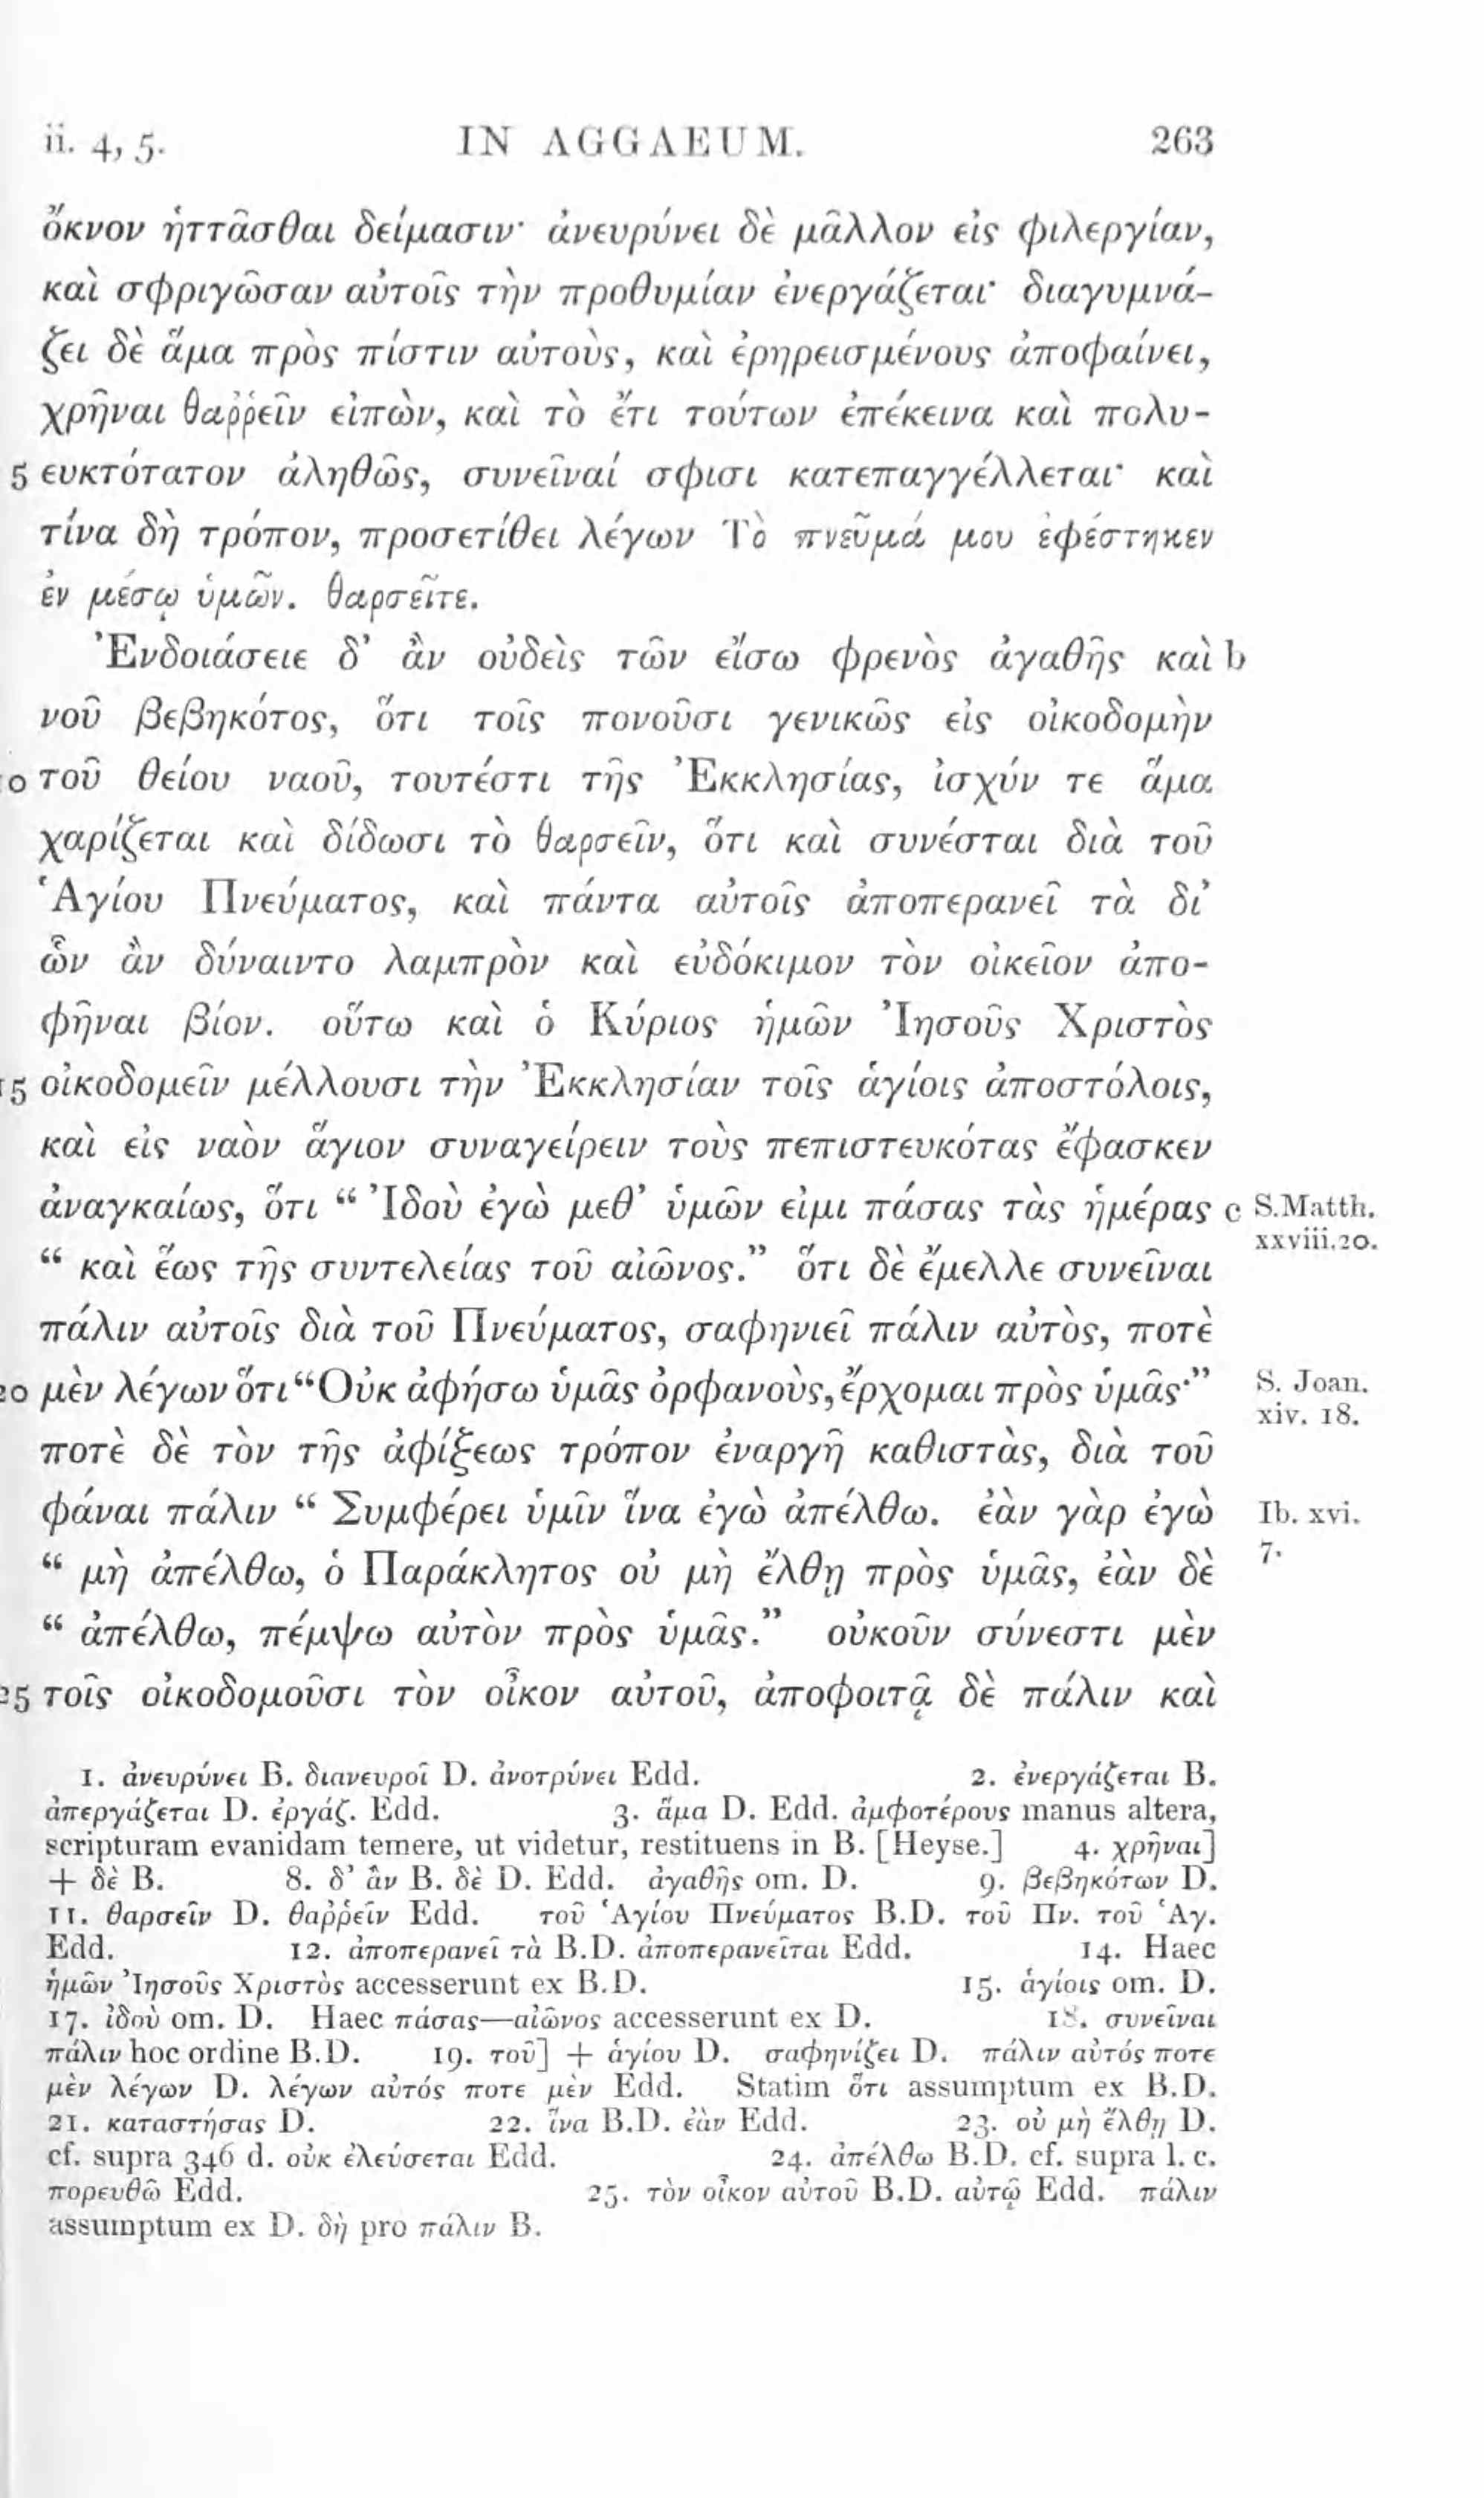 ii. 4, 5. IN AGGAEUM. 263
ὄκνον ἡττᾶσθαι δείμασιν· ἀνευρύνει δὲ μᾶλλον εἰς φιλεργίαν,
καὶ σφριγῶσαν αὐτοῖς τὴν προθυμίαν ἐνεργάζεται· διαγυμνά-
ζει δὲ ἅμα πρὸς πίστιν αὐτοὺς, καὶ ἐρηρεισμένους ἀποφαίνει,
χρῆναι θαῤῥεῖν εἰπὼν, καὶ τὸ ἔτι τούτων ἐπέκεινα καὶ πολυ-
5 ευκτότατον ἀληθῶς, συνεῖναί σφισι κατεπαγγέλλεται· καὶ
τίνα δὴ τρόπον, προσετίθει λέγων Τὸ πνεῦμά μου ἐφέστηκεν
ἐν μέσῳ ὑμῶν. θαρσεῖτε.
Ἐνδοιάσειε δ’ ἂν οὐδεὶς τῶν εἴσω φρενὸς ἀγαθῆς καὶ b
νοῦ βεβηκότος, ὅτι τοῖς πονοῦσι γενικῶς εἰς οἰκοδομὴν
0 τοῦ θείου ναοῦ, τουτέστι τῆς Ἐκκλησίας, ἰσχύν τε ἅμα
χαρίζεται καὶ δίδωσι τὸ θαρσεῖν, ὅτι καὶ συνέσται διὰ τοῦ
Ἁγίου Πνεύματος, καὶ πάντα αὐτοῖς ἀποπερανεῖ τὰ δι’
ὧν ἂν δύναιντο λαμπρὸν καὶ εὐδόκιμον τὸν οἰκεῖον ἀπο-
φῆναι βίον. οὕτω καὶ ὁ Κύριος ἡμῶν Ἰησοῦς Χριστὸς
15 οἰκοδομεῖν μέλλουσι τὴν Ἐκκλησίαν τοῖς ἁγίοις ἀποστόλοις,
καὶ εἰς ναὸν ἅγιον συναγείρειν τοὺς πεπιστευκότας ἔφασκεν
ἀναγκαίως, ὅτι “ Ἰδοὺ ἐγὼ μεθ’ ὑμῶν εἰμι πάσας τὰς ἡμέρας c S.Matth.
xxviii.20.
“ καὶ ἕως τῆς συντελείας τοῦ αἰῶνος.” ὅτι δὲ ἔμελλε συνεῖναι
πάλιν αὐτοῖς διὰ τοῦ Πνεύματος, σαφηνιεῖ πάλιν αὐτὸς, ποτὲ
20 μὲν λέγων ὅτι “Οὐκ ἀφήσω ὑμᾶς ὀρφανοὺς, ἔρχομαι πρὸς ὑμᾶς·” S. Joan.
xiv. 18.
ποτὲ δὲ τὸν τῆς ἀφίξεως τρόπον ἐναργῆ καθιστὰς, διὰ τοῦ
φάναι πάλιν “ Συμφέρει ὑμῖν ἵνα ἐγὼ ἀπέλθω. ἐὰν γὰρ ἐγὼ Ib. xvi.
7.
“ μὴ ἀπέλθω, ὁ Παράκλητος οὐ μὴ ἔλθῃ πρὸς ὑμᾶς, ἐὰν δὲ
“ ἀπέλθω, πέμψω αὐτὸν πρὸς ὑμᾶς.” οὐκοῦν σύνεστι μὲν
25 τοῖς οἰκοδομοῦσι τὸν οἶκον αὐτοῦ, ἀποφοιτᾷ δὲ πάλιν καὶ
1. ἀνευρύνει B. διανευροῖ D. ἀνοτρύνει Edd. 2. ἐνεργάζεται B.
ἀπεργάζεται D. ἐργάζ. Edd. 3. ἅμα D. Edd. ἀμφοτέρους manus altera,
scripturam evanidam temere, ut videtur, restituens in B. [Heyse.] 4. χρῆναι]
+ δὲ B. 8. δ’ ἂν B. δὲ D. Edd. ἀγαθῆς om. D. 9. βεβηκότων D.
11. θαρσεῖν D. θαῤῥεῖν Edd. τοῦ Ἁγίου Πνεύματος B.D. τοῦ Πν. τοῦ Ἁγ.
Edd. 12. ἀποπερανεῖ τὰ B.D. ἀποπερανεῖται Edd. 14. Haec
ἡμῶν Ἰησοῦς Χριστὸς accesserunt ex B.D. 15. ἁγίοις om. D.
17. ἰδοὺ om. D. Haec πάσας—αἰῶνος accesserunt ex D. 18. συνεῖναι
πάλιν hoc ordine B.D. 19. τοῦ] + ἁγίου D. σαφηνίζει D. πάλιν αὐτός ποτε
μὲν λέγων D. λέγων αὐτός ποτε μὲν Edd. Statim ὅτι assumptum ex B.D.
21. καταστήσας D. 22. ἵνα B.D. ἐὰν Edd. 23. οὐ μὴ ἔλθῃ D.
cf. supra 346 d. οὐκ ἐλεύσεται Edd. 24. ἀπέλθω B.D. cf. supra l. c.
πορευθῶ Edd. 25. τὸν οἶκον αὐτοῦ B.D. αὐτῷ Edd. πάλιν
assumptum ex D. δὴ pro πάλιν B.